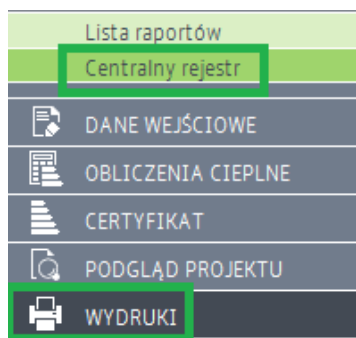 Lista raportów
Centralny rejestr
DANE WEJŚCIOWE
OBLICZENIA CIEPLNE
CERTYFIKAT
PODGLĄD PROJEKTU
WYDRUKI